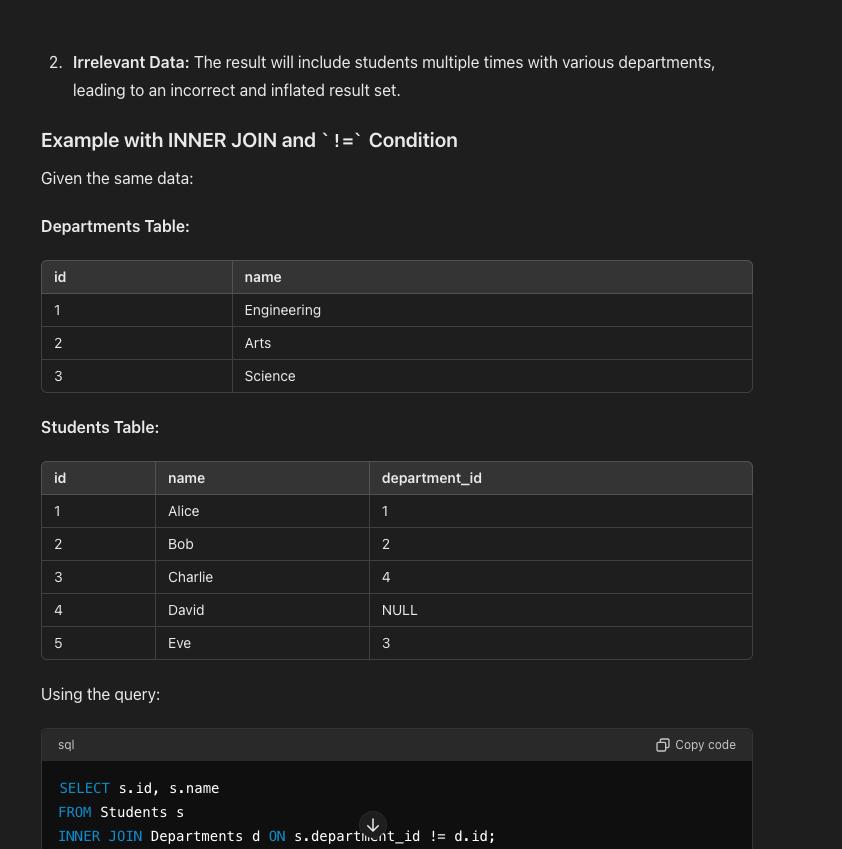 2. Irrelevant Data: The result will include students multiple times with various departments,
leading to an incorrect and inflated result set.
Example with INNER JOIN and `!=` Condition
Given the same data:
Departments Table:
id name
1 Engineering
2 Arts
3 Science
Students Table:
id name department_id
1 Alice 1
2 Bob 2
3 Charlie 4
4 David NULL
5 Eve 3
Using the query:
sql Copy code
SELECT s.id, s.name
FROM Students s
INNER JOIN Departments d ON s.department_id != d.id;